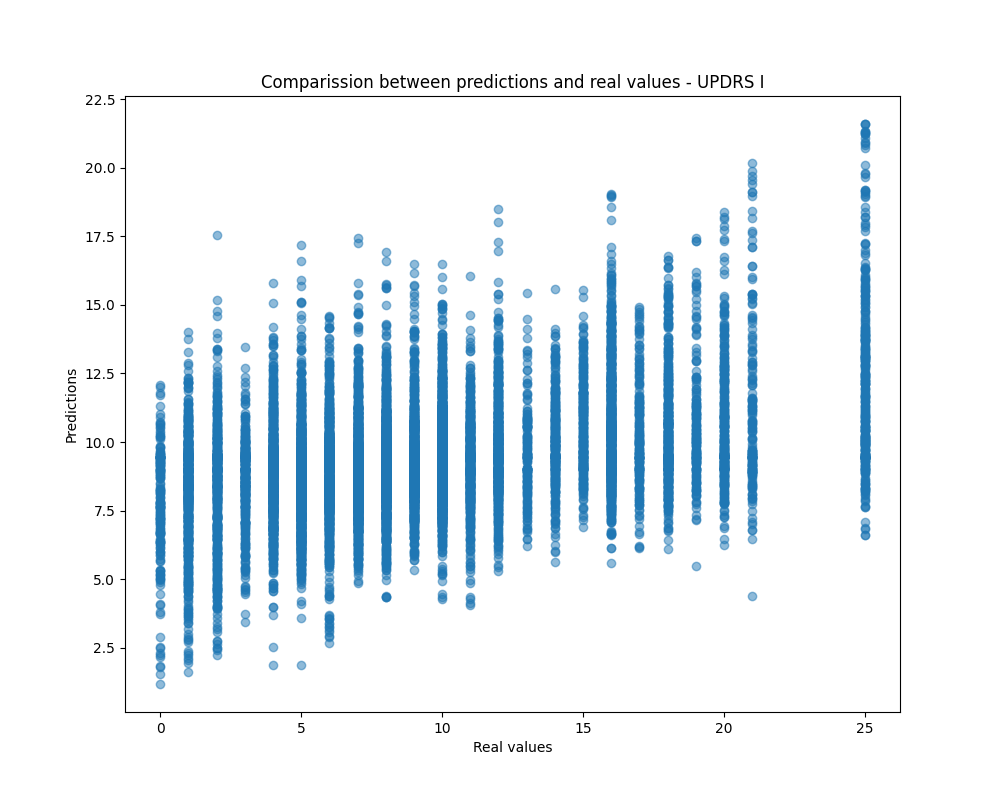 Comparission between predictions and real values - UPDRS I
22.5
20.0
17.5
15.0
12.5
10.0
7.5
5.0
2.5
Predictions
0 5 10 15 20 25
Real values